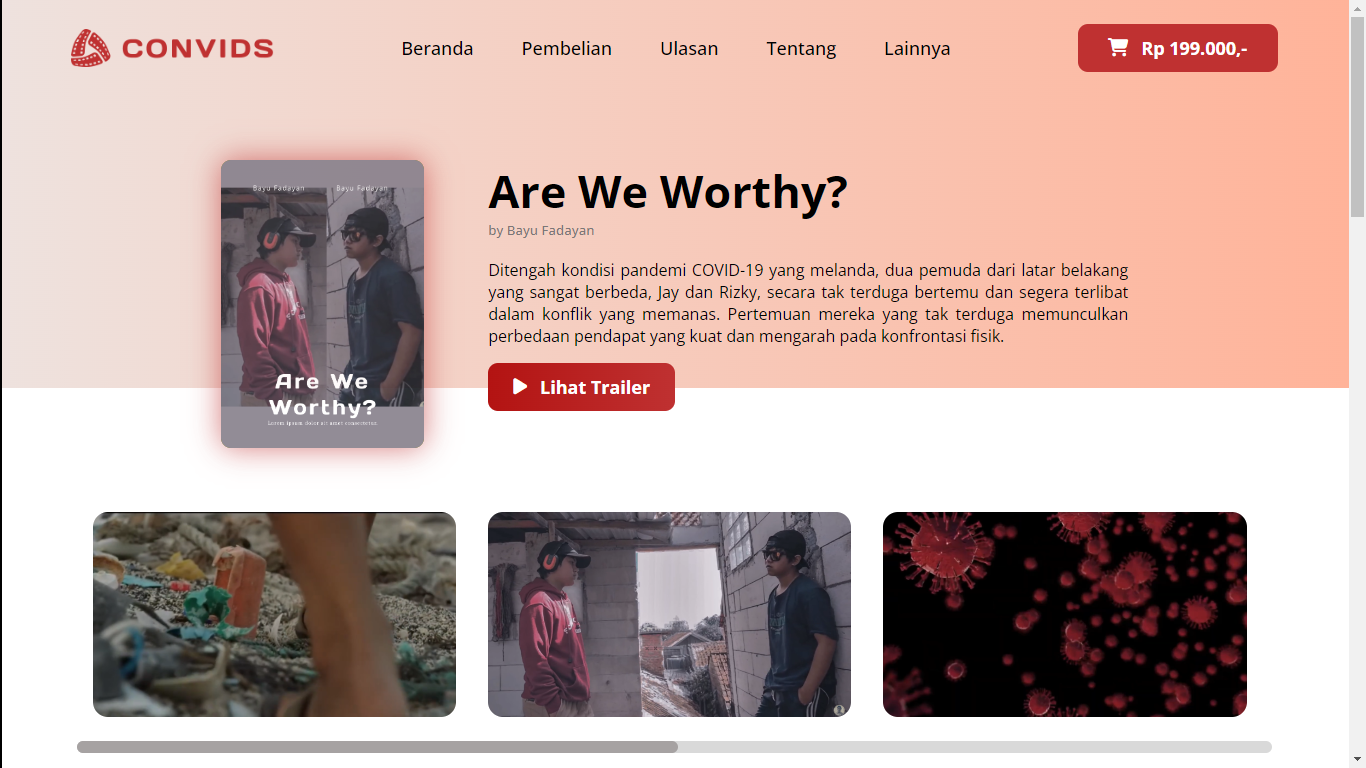 CONVIDS
Beranda
Pembelian
Ulasan
Tentang
Lainnya
Rp 199.000,-
Bayu Fadayan
Bayu Fadayan
Are We
Worthy?
Lorem ipsum dolor sit amet consectetur.
Are We Worthy?
by Bayu Fadayan
Ditengah kondisi pandemi COVID-19 yang melanda, dua pemuda dari latar belakang
yang sangat berbeda, Jay dan Rizky, secara tak terduga bertemu dan segera terlibat
dalam konflik yang memanas. Pertemuan mereka yang tak terduga memunculkan
perbedaan pendapat yang kuat dan mengarah pada konfrontasi fisik.
Lihat Trailer